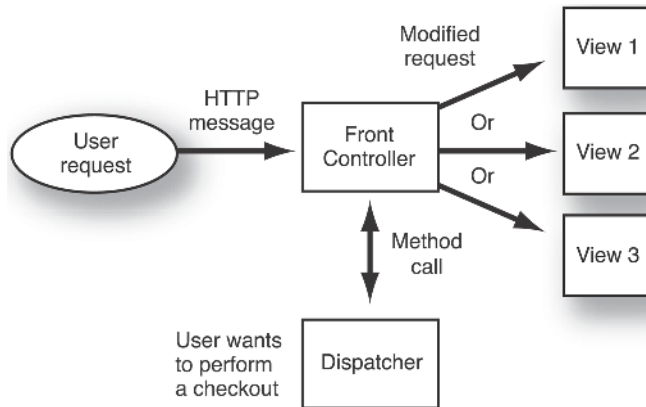 Modified
request
View 1
HTTP
message
User
request
Front
Controller
Or
View 2
Or
View 3
Method
call
User wants
to perform
a checkout
Dispatcher